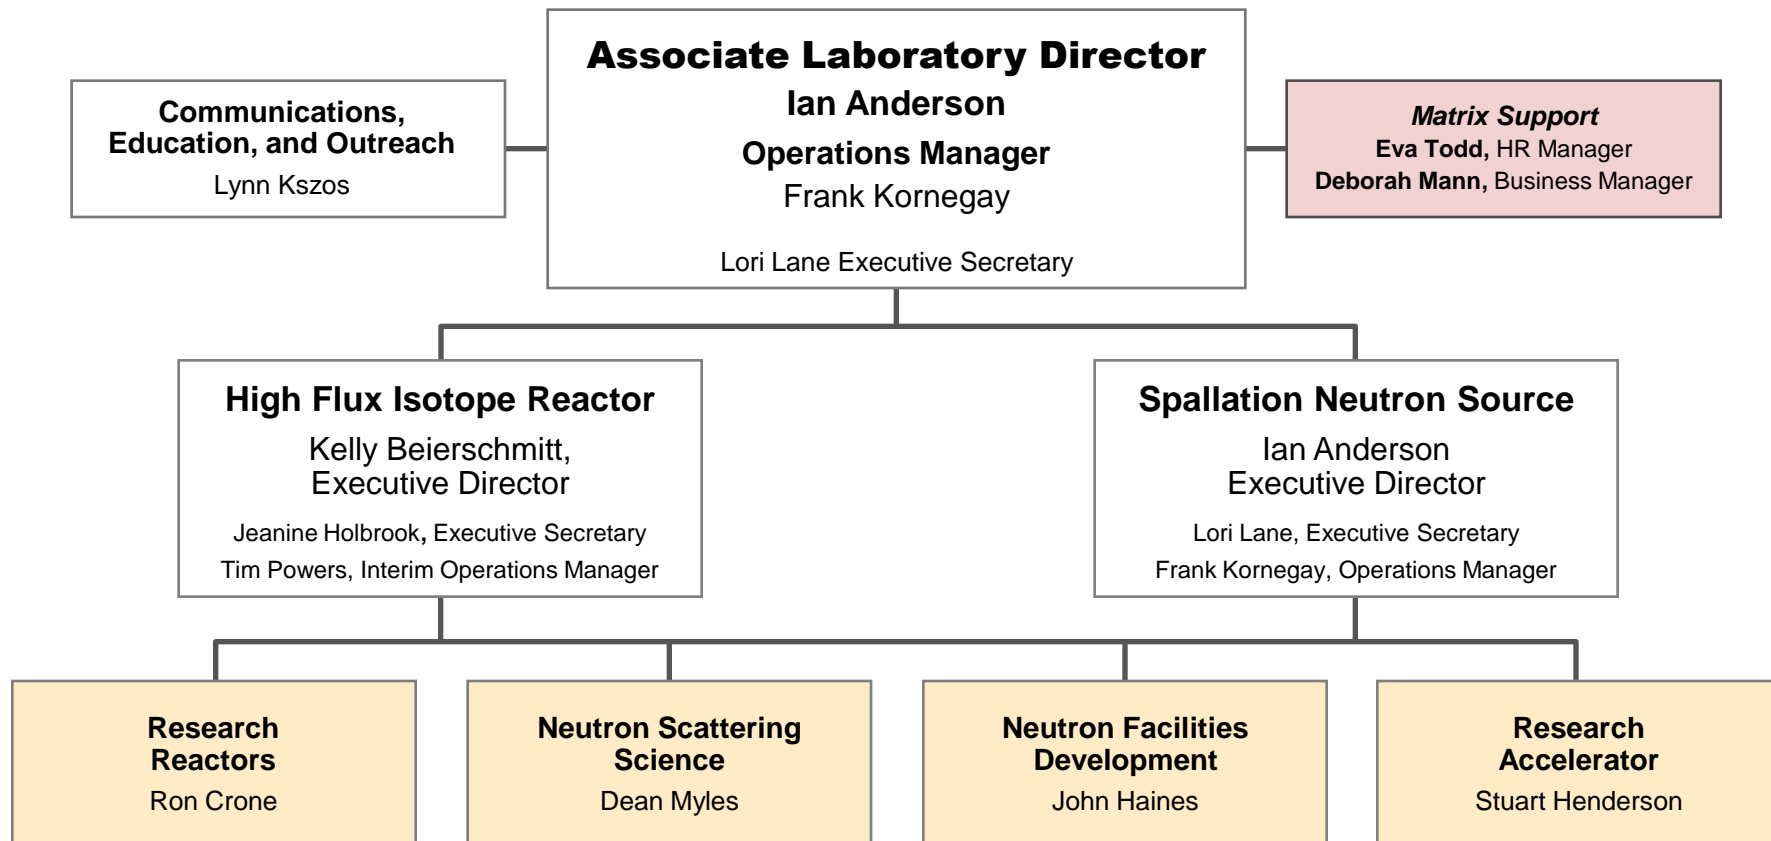 Associate Laboratory Director
Ian Anderson
Operations Manager
Frank Kornegay
Lori Lane Executive Secretary
Communications,
Education, and Outreach
Lynn Kszos
Matrix Support
Eva Todd, HR Manager
Deborah Mann, Business Manager
High Flux Isotope Reactor
Kelly Beierschmitt,
Executive Director
Jeanine Holbrook, Executive Secretary
Tim Powers, Interim Operations Manager
Spallation Neutron Source
Ian Anderson
Executive Director
Lori Lane, Executive Secretary
Frank Kornegay, Operations Manager
Research
Reactors
Ron Crone
Neutron Scattering
Science
Dean Myles
Neutron Facilities
Development
John Haines
Research
Accelerator
Stuart Henderson